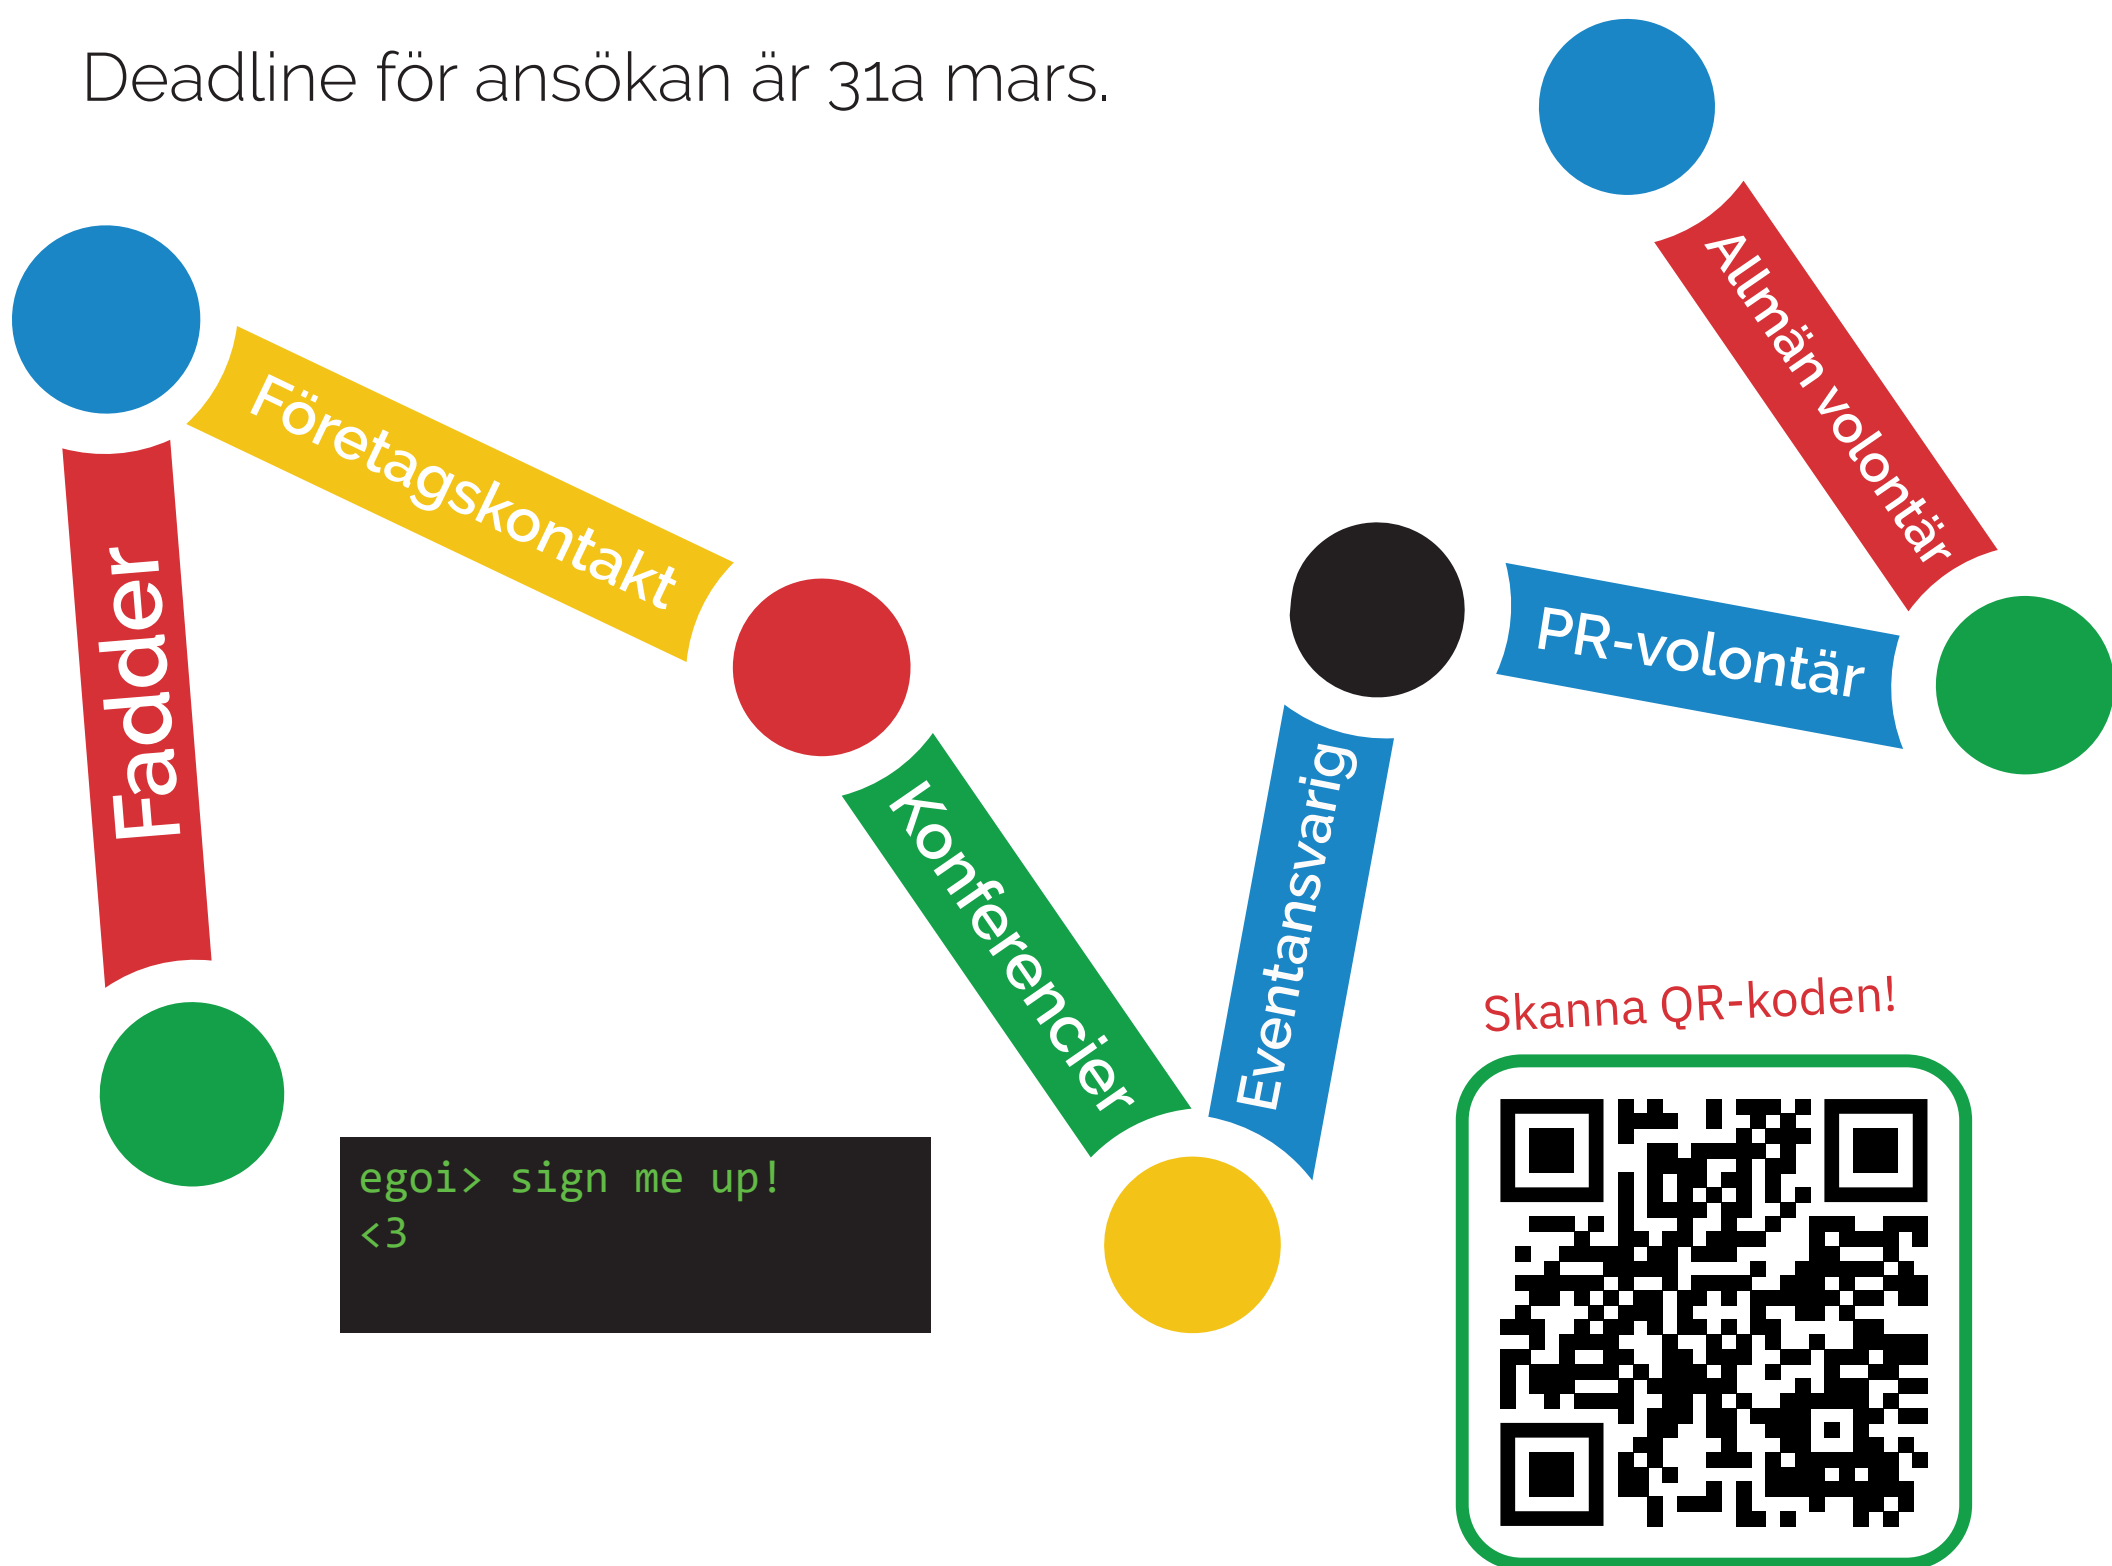 Deadline för ansökan är 31a mars.
Allmän volontär
Företagskontakt
Fadder
PR-volontär
Konferencier
Eventansvarig
Skanna QR-koden!
egoi> sign me up!
<3